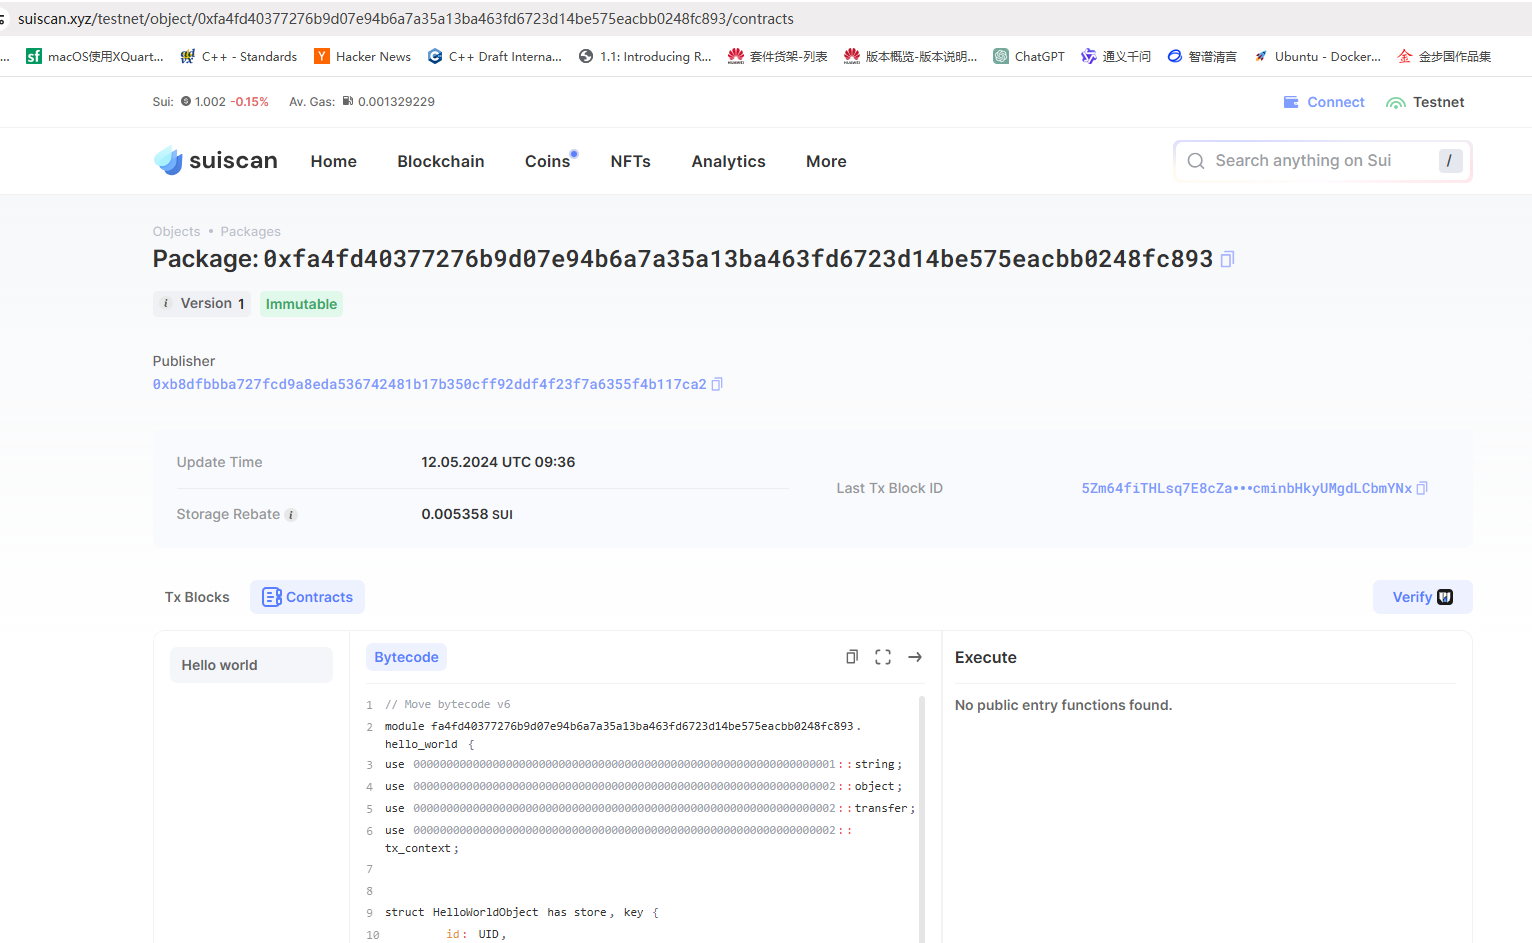 suiscan.xyz/testnet/object/0xfa4fd40377276b9d07e94b6a7a35a13ba463fd6723d14be575eacbb0248fc893/contracts
... sf macOS使用XQuart... C++ - Standards Y Hacker News C++ Draft Interna... 1.1: Introducing R... 套件货架-列表 版本概览-版本说明... ChatGPT 通义千问 智谱清言 Ubuntu - Docker... 金 金步国作品集
Sui: 1.002 -0.15% Av. Gas: 0.001329229 Connect Testnet
suiscan Home Blockchain Coins NFTs Analytics More Search anything on Sui /
Objects • Packages
Package: 0xfa4fd40377276b9d07e94b6a7a35a13ba463fd6723d14be575eacbb0248fc893
i Version 1 Immutable
Publisher
0xb8dfbbba727fcd9a8eda536742481b17b350cff92ddf4f23f7a6355f4b117ca2
Update Time 12.05.2024 UTC 09:36
Last Tx Block ID 5Zm64fiTHLsq7E8cZa•••cminbHkyUMgdLCbmYNx
Storage Rebate i 0.005358 SUI
Tx Blocks Contracts Verify
Hello world
Bytecode
1 // Move bytecode v6
2 module fa4fd40377276b9d07e94b6a7a35a13ba463fd6723d14be575eacbb0248fc893.
hello_world {
3 use 0000000000000000000000000000000000000000000000000000000000000001::string;
4 use 0000000000000000000000000000000000000000000000000000000000000002::object;
5 use 0000000000000000000000000000000000000000000000000000000000000002::transfer;
6 use 0000000000000000000000000000000000000000000000000000000000000002::
tx_context;
7
8
9 struct HelloWorldObject has store, key {
10 id: UID,
Execute
No public entry functions found.